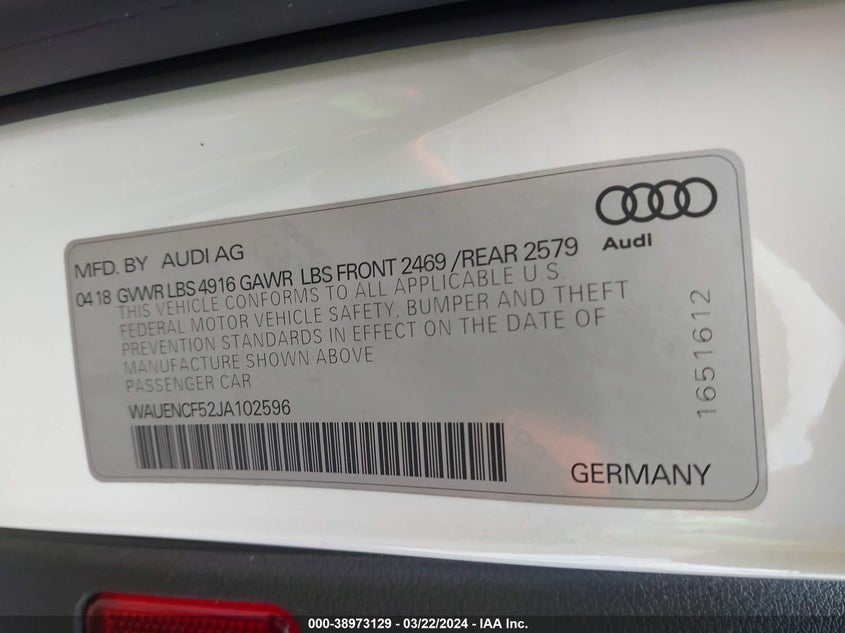 MFD. BY AUDI AG
0418 GVWR LBS 4916 GAWR LBS FRONT 2469 /REAR 2579
THIS VEHICLE CONFORMS TO ALL APPLICABLE U.S.
FEDERAL MOTOR VEHICLE SAFETY, BUMPER AND THEFT
PREVENTION STANDARDS IN EFFECT ON THE DATE OF
MANUFACTURE SHOWN ABOVE
PASSENGER CAR
WAUENCF52JA102596
Audi
1651612
GERMANY
000-38973129 - 03/22/2024 - IAA Inc.